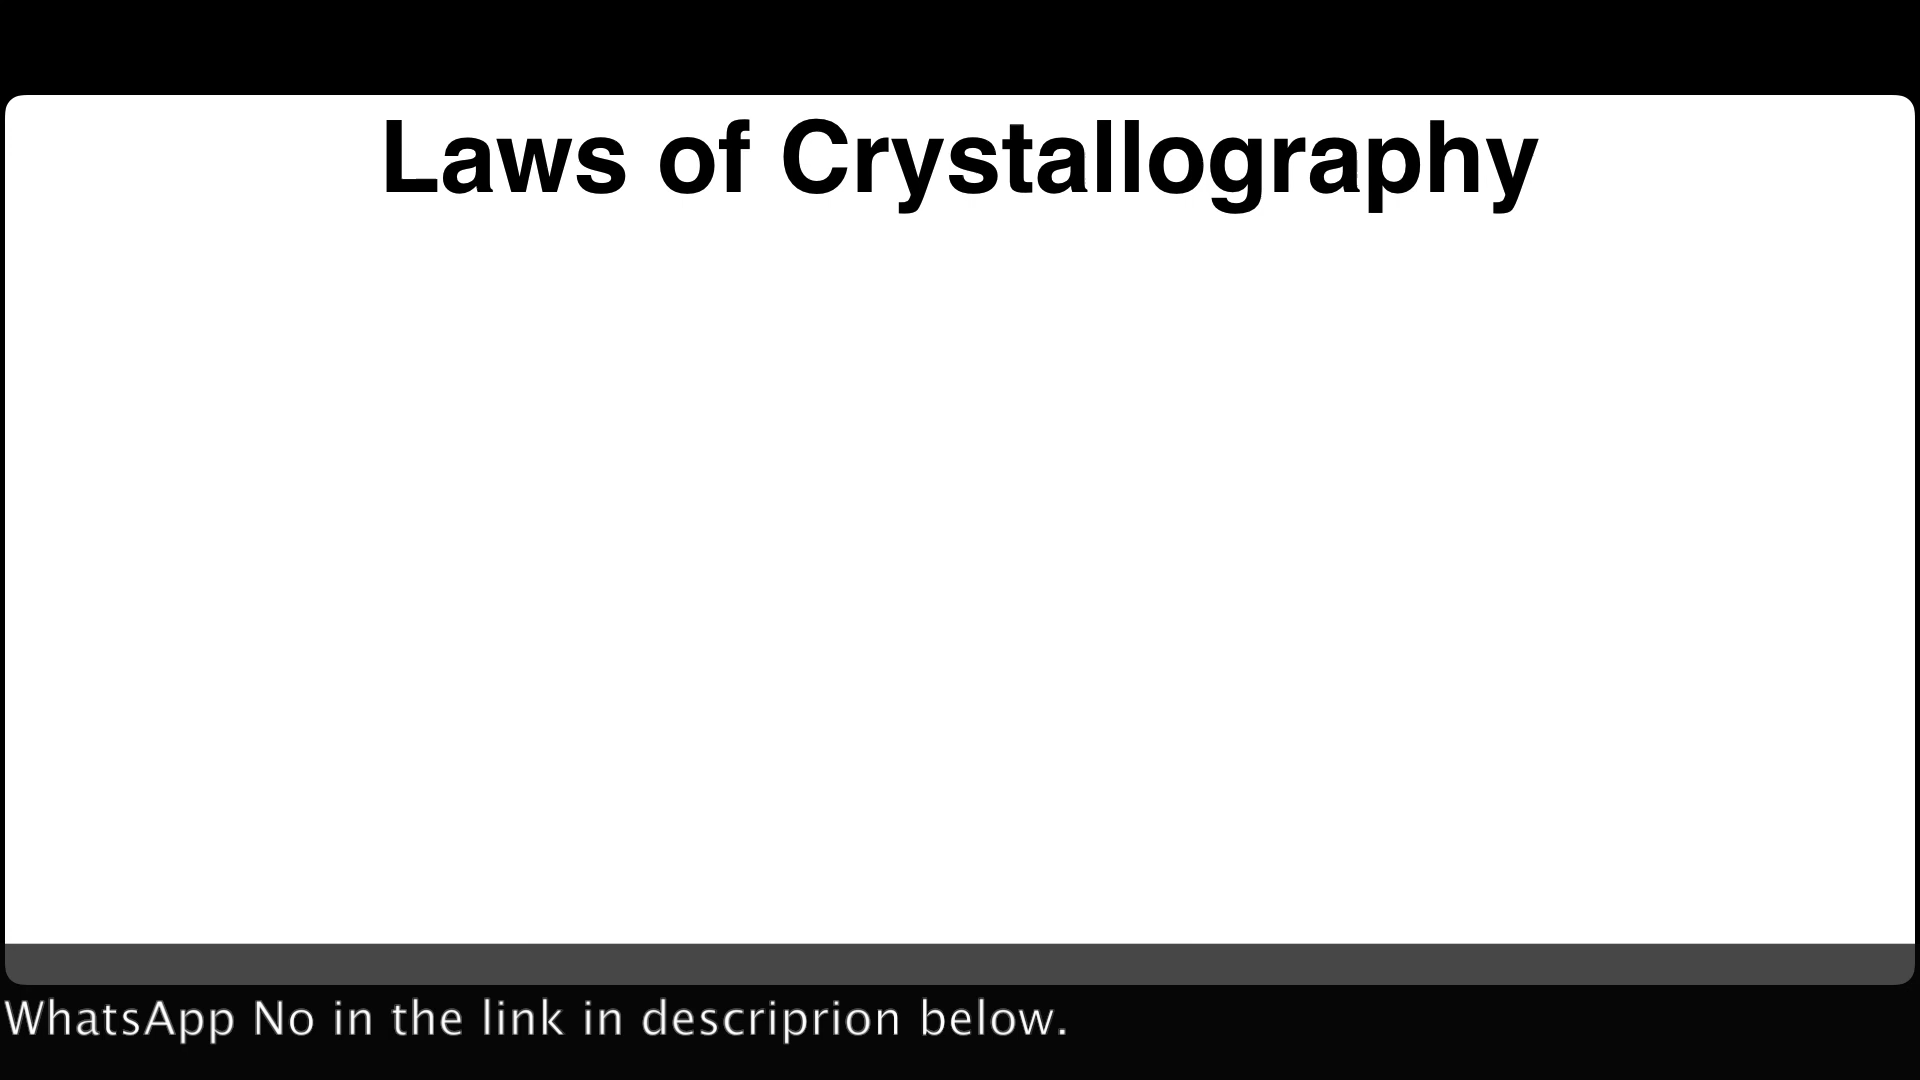 Laws of Crystallography
WhatsApp No in the link in descriprion below.